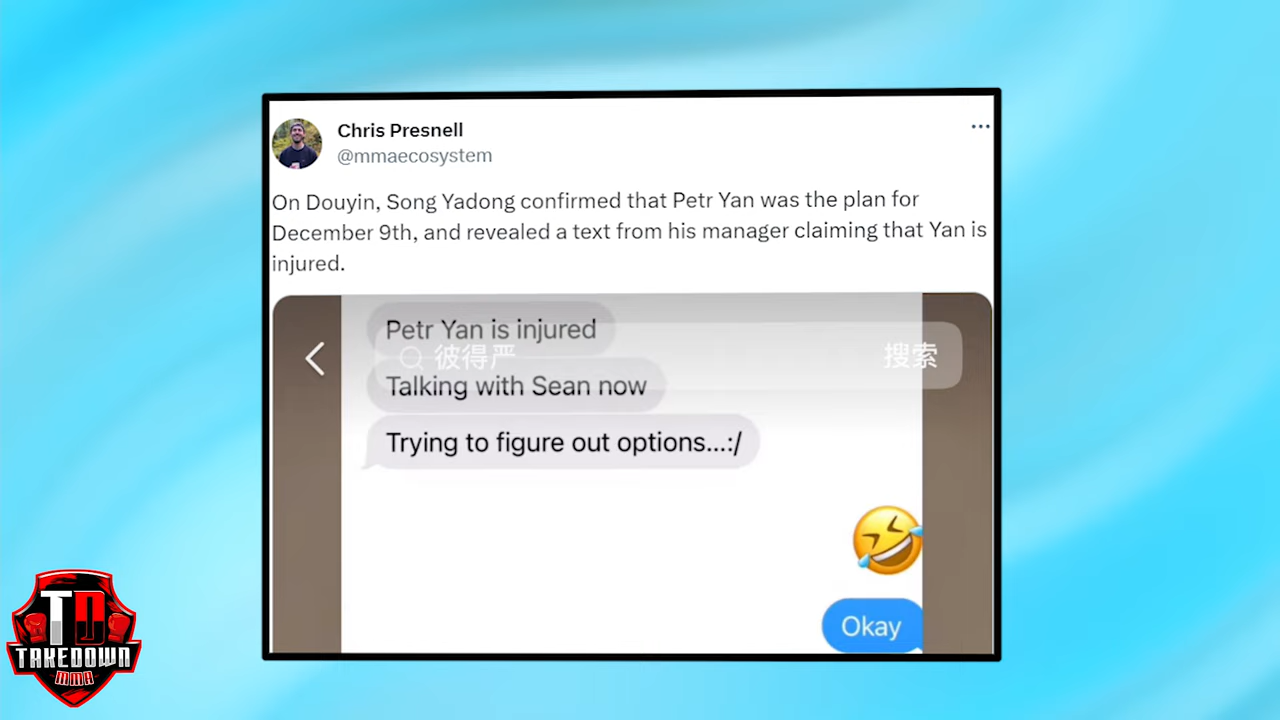 Chris Presnell
@mmaecosystem
On Douyin, Song Yadong confirmed that Petr Yan was the plan for
December 9th, and revealed a text from his manager claiming that Yan is
injured.
Petr Yan is injured
彼得严
搜索
Talking with Sean now
Trying to figure out options...:/
Okay
TD
TAKEDOWN
MMA